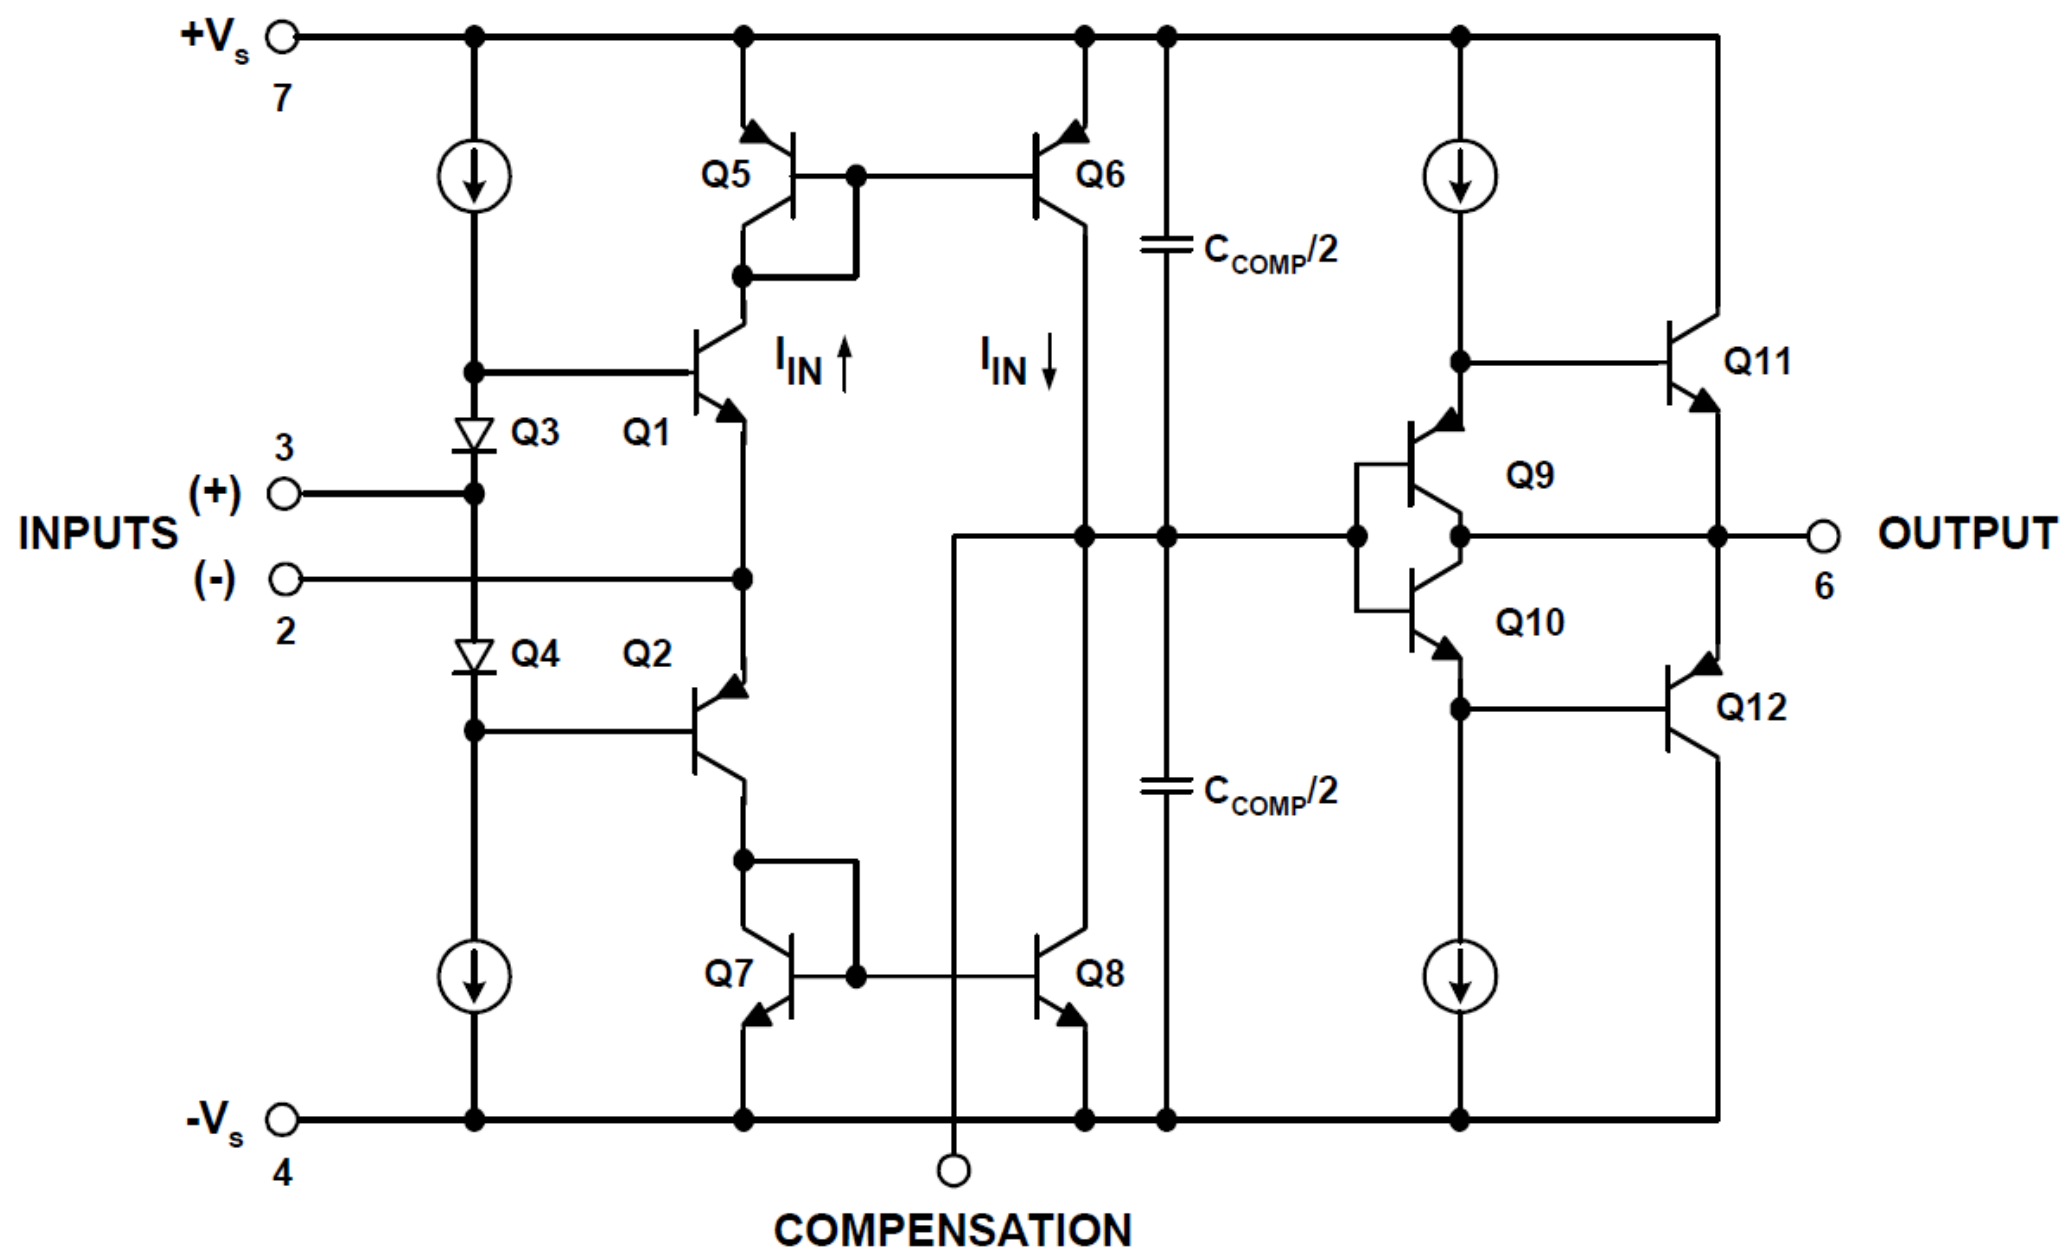 +Vs
7
Q5
Q6
CCOMP/2
IIN
IIN
Q11
Q3
Q1
3
(+)
Q9
INPUTS
OUTPUT
(-)
6
2
Q10
Q4
Q2
Q12
CCOMP/2
Q7
Q8
-Vs
4
COMPENSATION